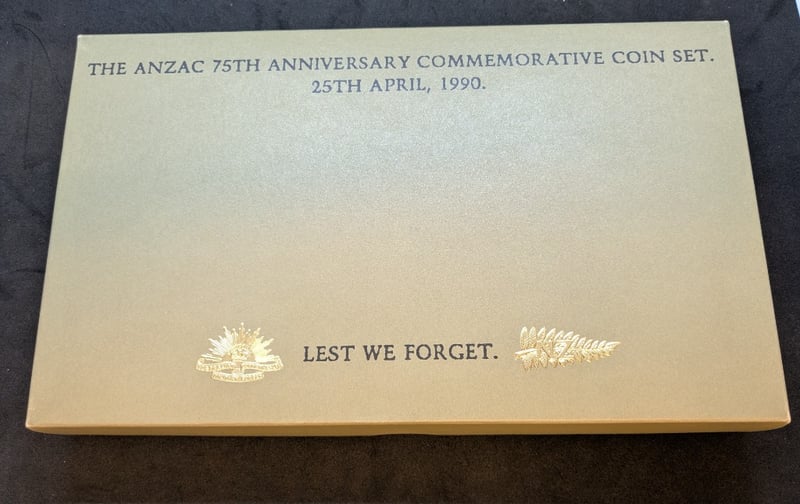 THE ANZAC 75TH ANNIVERSARY COMMEMORATIVE COIN SET.
25TH APRIL, 1990.
LEST WE FORGET.